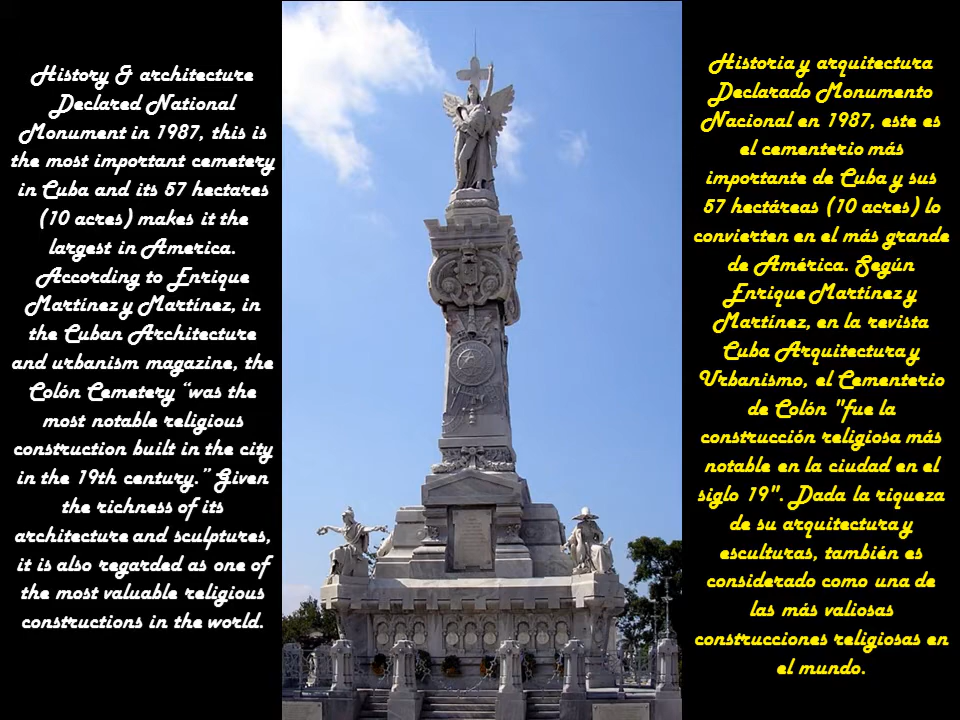 History & architecture
Declared National
Monument in 1987, this is
the most important cemetery
in Cuba and its 57 hectares
(10 acres) makes it the
largest in America.
According to Enrique
Martínez y Martínez, in
the Cuban Architecture
and urbanism magazine, the
Colón Cemetery “was the
most notable religious
construction built in the city
in the 19th century.” Given
the richness of its
architecture and sculptures,
it is also regarded as one of
the most valuable religious
constructions in the world.
Historia y arquitectura
Declarado Monumento
Nacional en 1987, este es
el cementerio más
importante de Cuba y sus
57 hectáreas (10 acres) lo
convierten en el más grande
de América. Según
Enrique Martínez y
Martínez, en la revista
Cuba Arquitectura y
Urbanismo, el Cementerio
de Colón "fue la
construcción religiosa más
notable en la ciudad en el
siglo 19". Dada la riqueza
de su arquitectura y
esculturas, también es
considerado como una de
las más valiosas
construcciones religiosas en
el mundo.